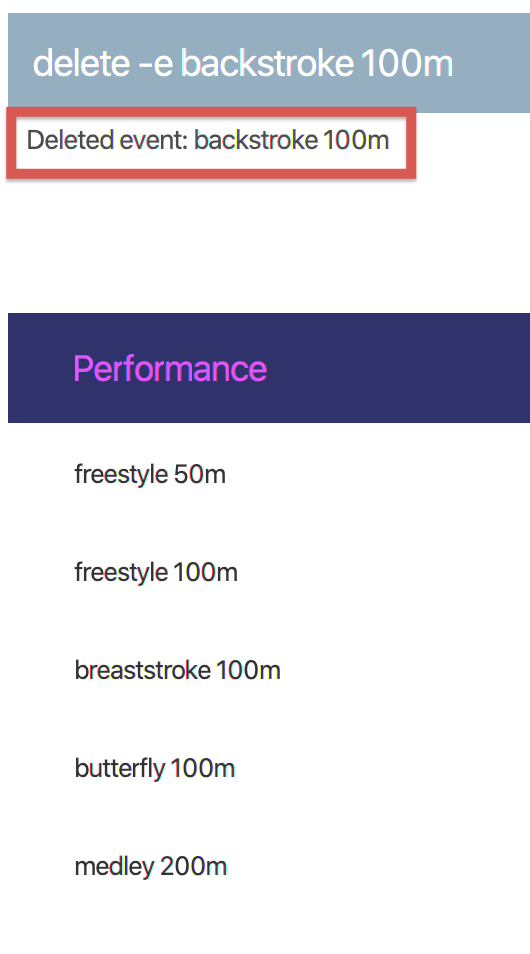 delete -e backstroke 100m
Deleted event: backstroke 100m
Performance
freestyle 50m
freestyle 100m
breaststroke 100m
butterfly 100m
medley 200m